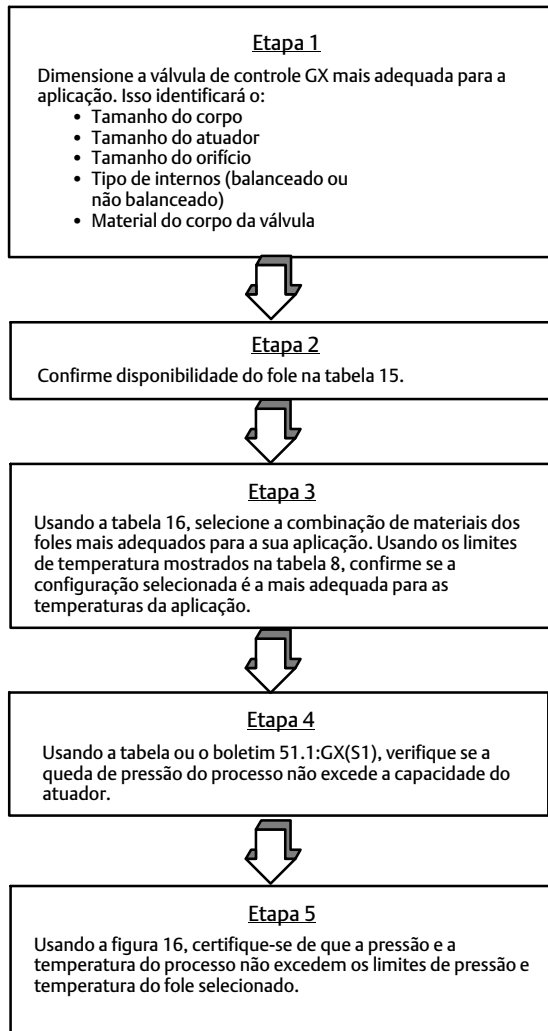 Etapa 1
Dimensione a válvula de controle GX mais adequada para a
aplicação. Isso identificará o:
• Tamanho do corpo
• Tamanho do atuador
• Tamanho do orifício
• Tipo de internos (balanceado ou
não balanceado)
• Material do corpo da válvula
Etapa 2
Confirme disponibilidade do fole na tabela 15.
Etapa 3
Usando a tabela 16, selecione a combinação de materiais dos
foles mais adequados para a sua aplicação. Usando os limites
de temperatura mostrados na tabela 8, confirme se a
configuração selecionada é a mais adequada para as
temperaturas da aplicação.
Etapa 4
Usando a tabela ou o boletim 51.1:GX(S1), verifique se a
queda de pressão do processo não excede a capacidade do
atuador.
Etapa 5
Usando a figura 16, certifique-se de que a pressão e a
temperatura do processo não excedem os limites de pressão e
temperatura do fole selecionado.